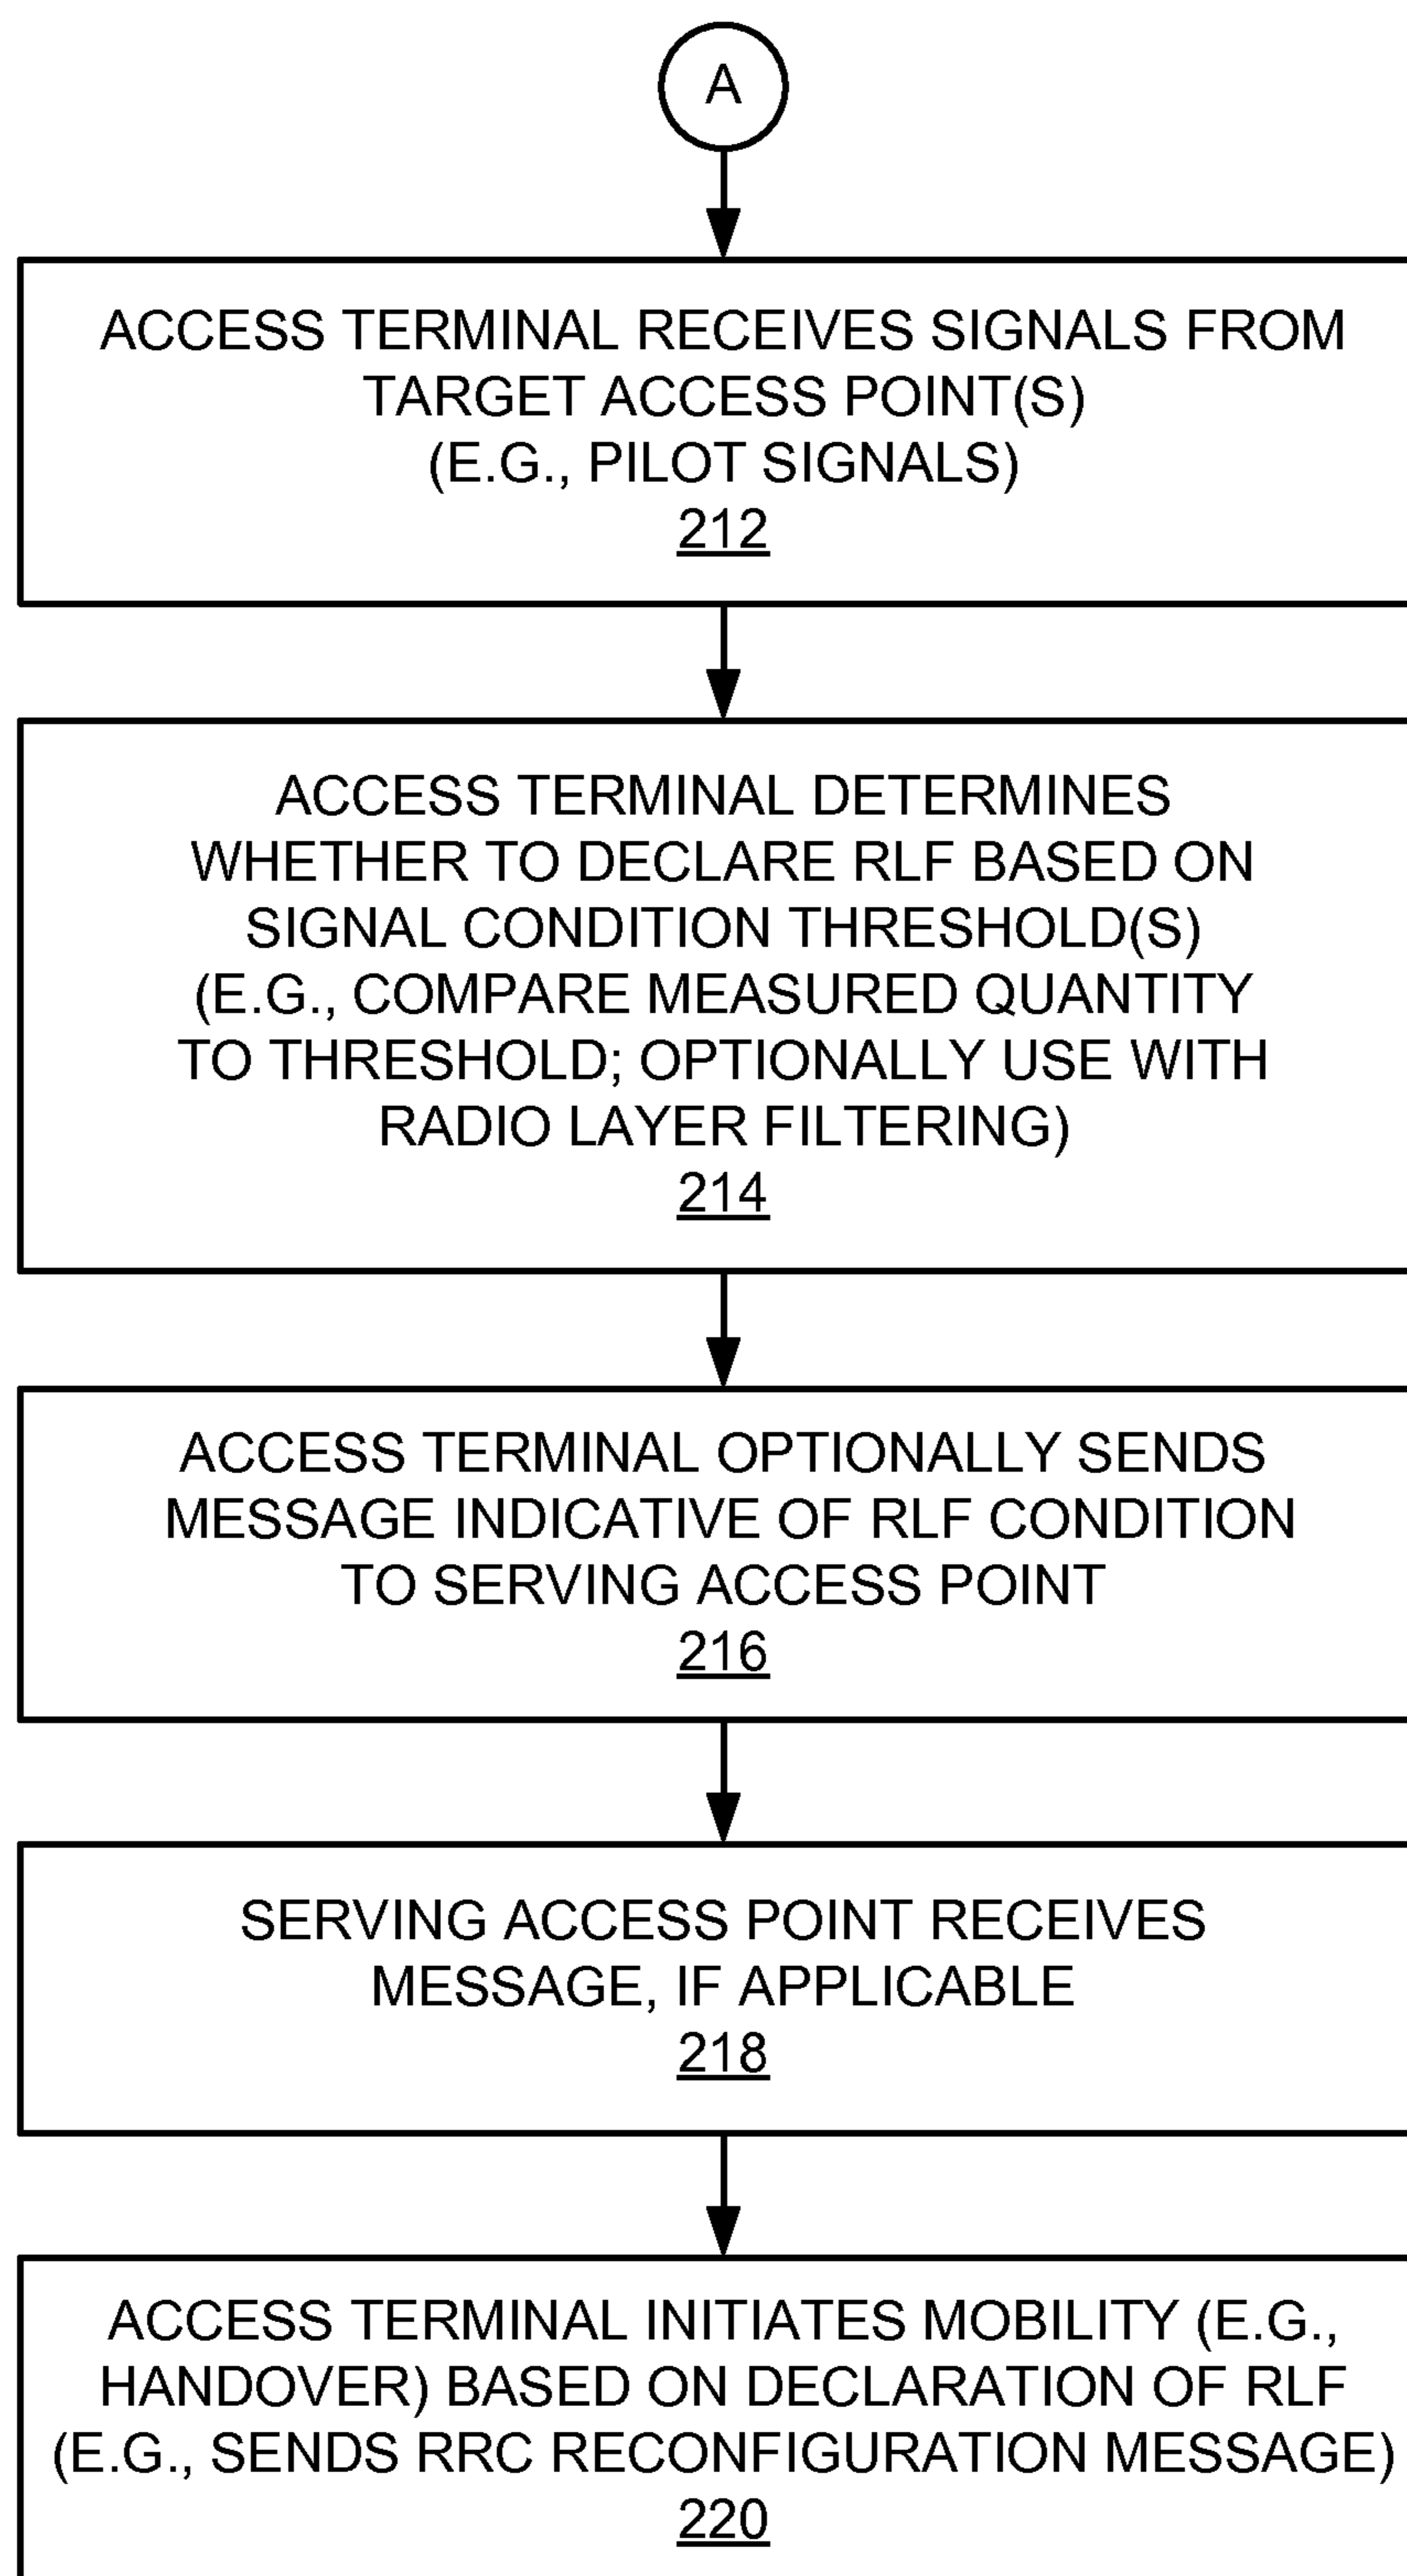 A
ACCESS TERMINAL RECEIVES SIGNALS FROM
TARGET ACCESS POINT(S)
(E.G., PILOT SIGNALS)
212
ACCESS TERMINAL DETERMINES
WHETHER TO DECLARE RLF BASED ON
SIGNAL CONDITION THRESHOLD(S)
(E.G., COMPARE MEASURED QUANTITY
TO THRESHOLD; OPTIONALLY USE WITH
RADIO LAYER FILTERING)
214
ACCESS TERMINAL OPTIONALLY SENDS
MESSAGE INDICATIVE OF RLF CONDITION
TO SERVING ACCESS POINT
216
SERVING ACCESS POINT RECEIVES
MESSAGE, IF APPLICABLE
218
ACCESS TERMINAL INITIATES MOBILITY (E.G.,
HANDOVER) BASED ON DECLARATION OF RLF
(E.G., SENDS RRC RECONFIGURATION MESSAGE)
220